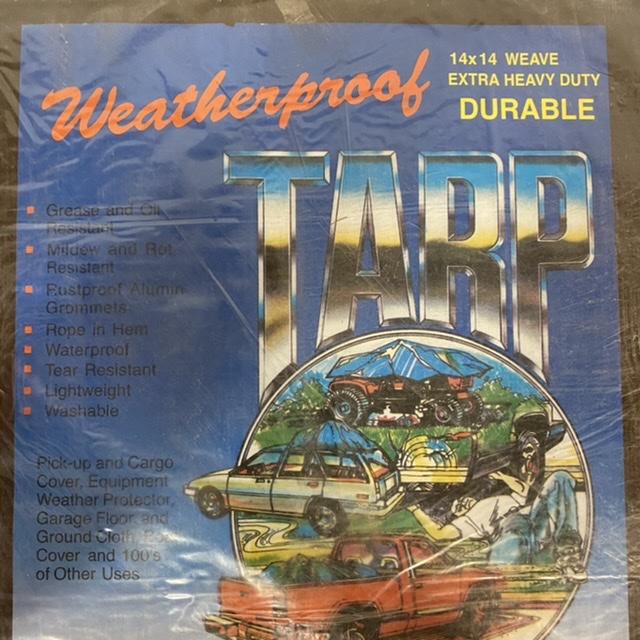 Weatherproof
14x14 WEAVE
EXTRA HEAVY DUTY
DURABLE
TARP
Grease and Oil
Resistant
Mildew and Rot
Resistant
Rustproof Alumin
Grommets
Rope in Hem
Waterproof
Tear Resistant
Lightweight
Washable
Pick-up and Cargo
Cover, Equipment
Weather Protector,
Garage Floor and
Ground Cloth,
Cover and 100's
of Other Uses